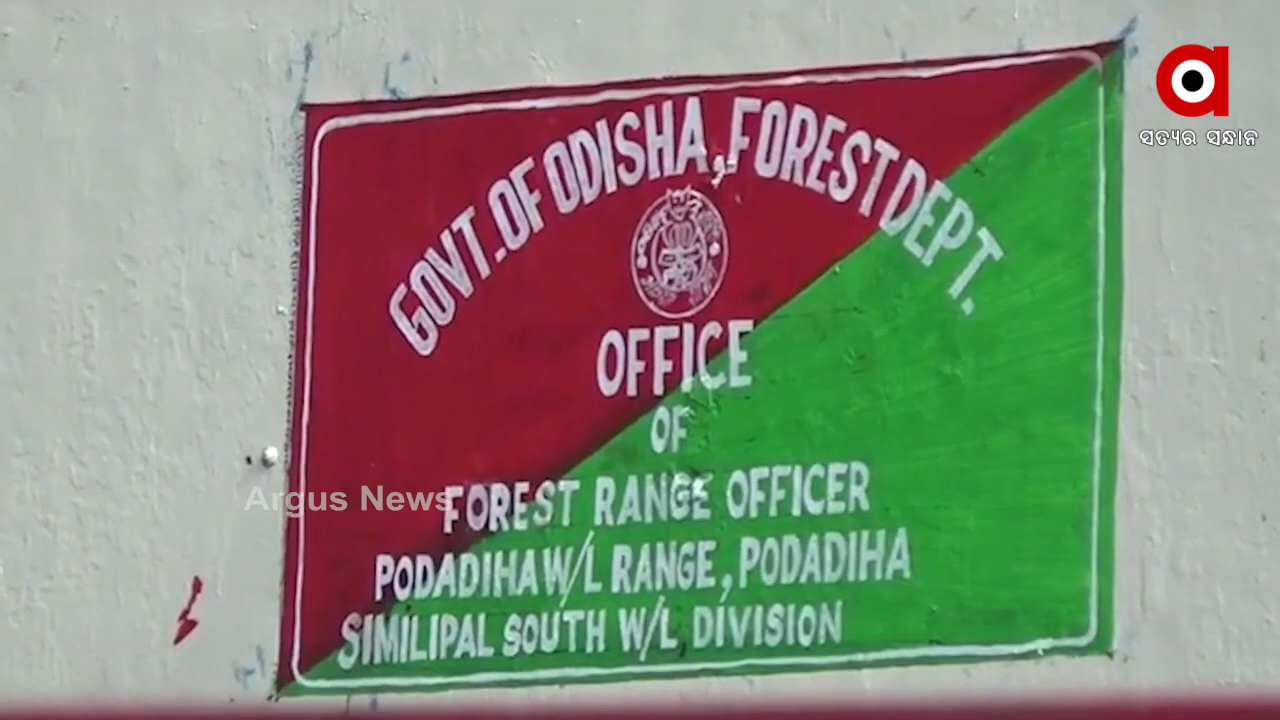 ସତ୍ୟର ସନ୍ଧାନ
GOVT. OF ODISHA, FOREST DEPT.
OFFICE
OF
FOREST RANGE OFFICER
PODADIHA W/L RANGE, PODADIHA
SIMILIPAL SOUTH W/L DIVISION
Argus News